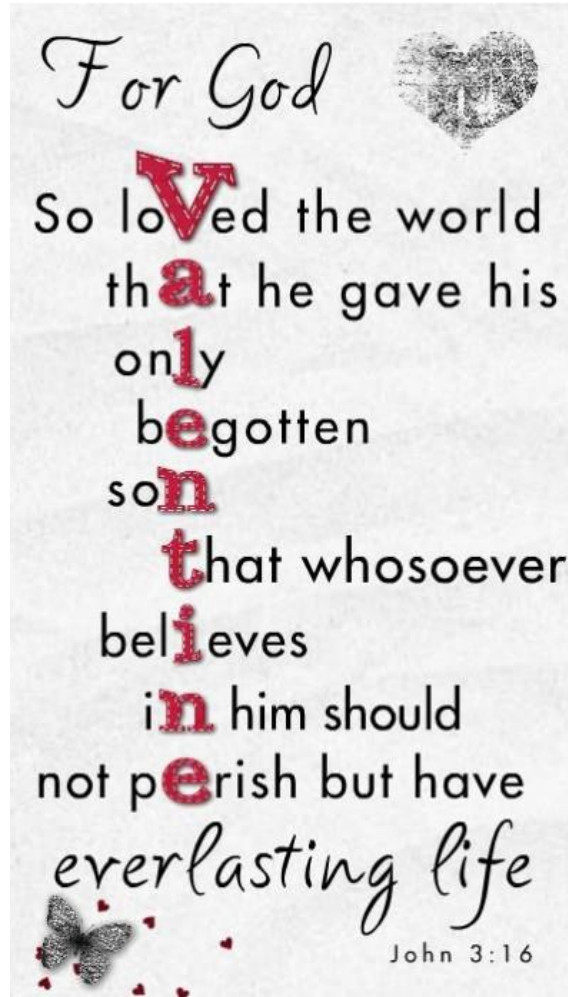 For God
So loVed the world
that he gave his
only
begotten
son
that whosoever
believes
in him should
not perish but have
everlasting life
John 3:16